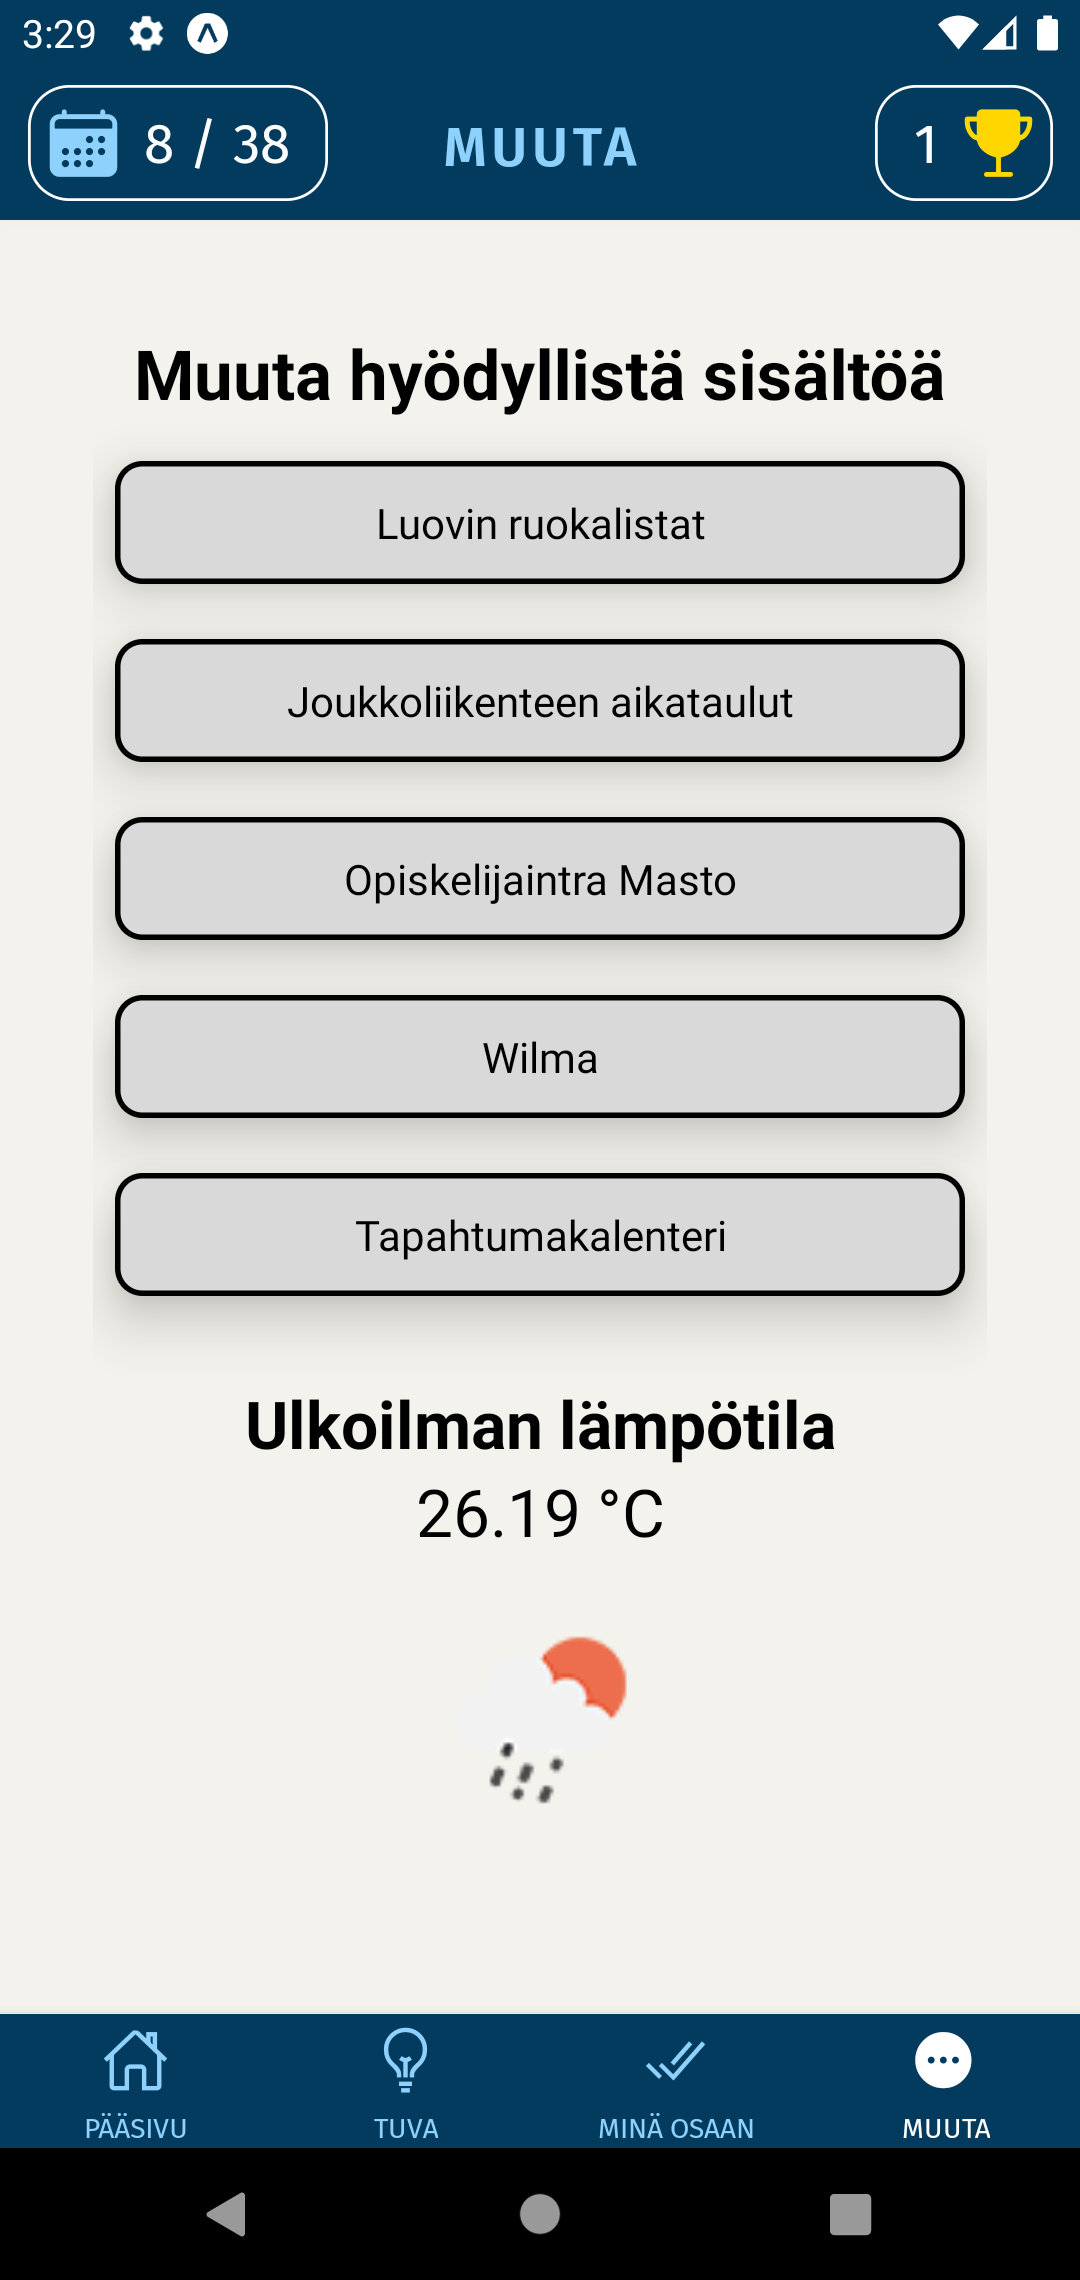 3:29
8 / 38
MUUTA
1
Muuta hyödyllistä sisältöä
Luovin ruokalistat
Joukkoliikenteen aikataulut
Opiskelijaintra Masto
Wilma
Tapahtumakalenteri
Ulkoilman lämpötila
26.19 °C
PÄÄSIVU
TUVA
MINÄ OSAAN
MUUTA